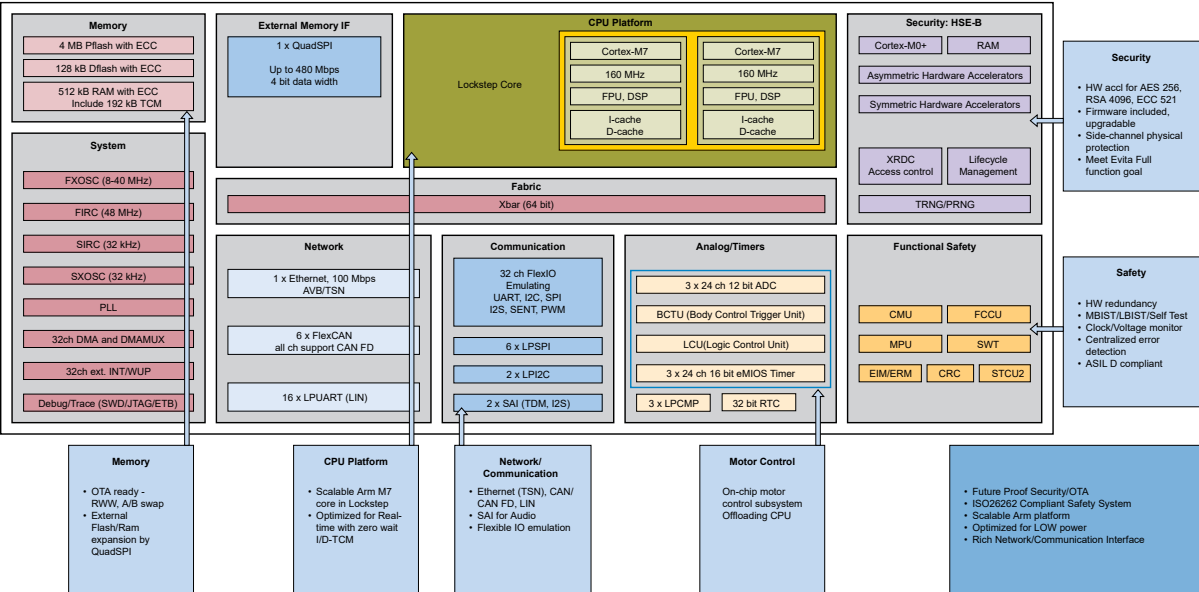 Memory
4 MB Pflash with ECC
128 kB Dflash with ECC
512 kB RAM with ECC
Include 192 kB TCM
External Memory IF
1 x QuadSPI
Up to 480 Mbps
4 bit data width
CPU Platform
Lockstep Core
Cortex-M7
160 MHz
FPU, DSP
I-cache
D-cache
Cortex-M7
160 MHz
FPU, DSP
I-cache
D-cache
Security: HSE-B
Cortex-M0+
RAM
Asymmetric Hardware Accelerators
Symmetric Hardware Accelerators
XRDC
Access control
Lifecycle
Management
TRNG/PRNG
Security
• HW accl for AES 256,
RSA 4096, ECC 521
• Firmware included,
upgradable
• Side-channel physical
protection
• Meet Evita Full
function goal
System
FXOSC (8-40 MHz)
FIRC (48 MHz)
SIRC (32 kHz)
SXOSC (32 kHz)
PLL
32ch DMA and DMAMUX
32ch ext. INT/WUP
Debug/Trace (SWD/JTAG/ETB)
Fabric
Xbar (64 bit)
Network
1 x Ethernet, 100 Mbps
AVB/TSN
6 x FlexCAN
all ch support CAN FD
16 x LPUART (LIN)
Communication
32 ch FlexIO
Emulating
UART, I2C, SPI
I2S, SENT, PWM
6 x LPSPI
2 x LPI2C
2 x SAI (TDM, I2S)
Analog/Timers
3 x 24 ch 12 bit ADC
BCTU (Body Control Trigger Unit)
LCU(Logic Control Unit)
3 x 24 ch 16 bit eMIOS Timer
3 x LPCMP
32 bit RTC
Functional Safety
CMU
FCCU
MPU
SWT
EIM/ERM
CRC
STCU2
Safety
• HW redundancy
• MBIST/LBIST/Self Test
• Clock/Voltage monitor
• Centralized error
detection
• ASIL D compliant
Memory
• OTA ready -
RWW, A/B swap
• External
Flash/Ram
expansion by
QuadSPI
CPU Platform
• Scalable Arm M7
core in Lockstep
• Optimized for Real-
time with zero wait
I/D-TCM
Network/
Communication
• Ethernet (TSN), CAN/
CAN FD, LIN
• SAI for Audio
• Flexible IO emulation
Motor Control
On-chip motor
control subsystem
Offloading CPU
• Future Proof Security/OTA
• ISO26262 Compliant Safety System
• Scalable Arm platform
• Optimized for LOW power
• Rich Network/Communication Interface